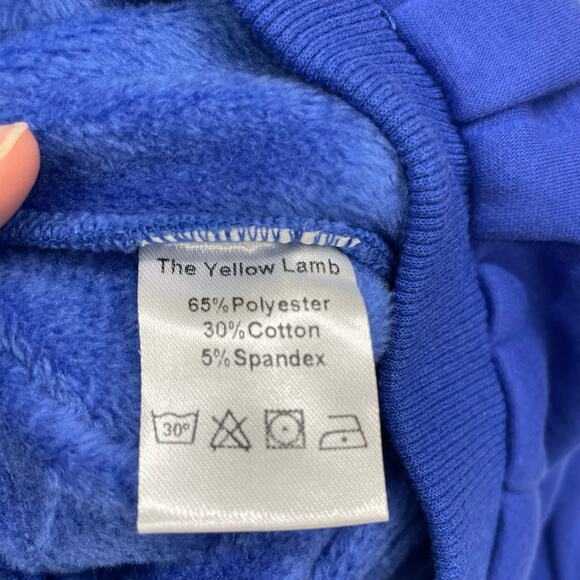 The Yellow Lamb
65% Polyester
30% Cotton
5% Spandex
30°